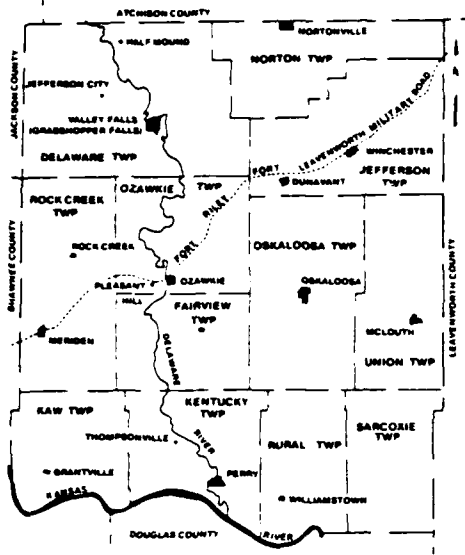 ATCHISON COUNTY
HALF MOUND
NORTONVILLE
NORTON TWP
JACKSON COUNTY
JEFFERSON CITY
VALLEY FALLS
(GRASSHOPPER FALLS)
DELAWARE TWP
FORT LEAVENWORTH MILITARY ROAD
WINCHESTER
DUNAVANT
JEFFERSON
TWP
OZAWKIE TWP
ROCK CREEK
TWP
ROCK CREEK
FORT RILEY
OSKALOOSA TWP
SHAWNEE COUNTY
PLEASANT
HILL
OZAWKIE
OSKALOOSA
LEAVENWORTH COUNTY
FAIRVIEW
TWP
MERIDEN
MCLOUTH
UNION TWP
DELAWARE
RIVER
KAW TWP
KENTUCKY
TWP
THOMPSONVILLE
RURAL TWP
SARCOXIE
TWP
GRANTVILLE
PERRY
WILLIAMSTOWN
KANSAS
RIVER
DOUGLAS COUNTY